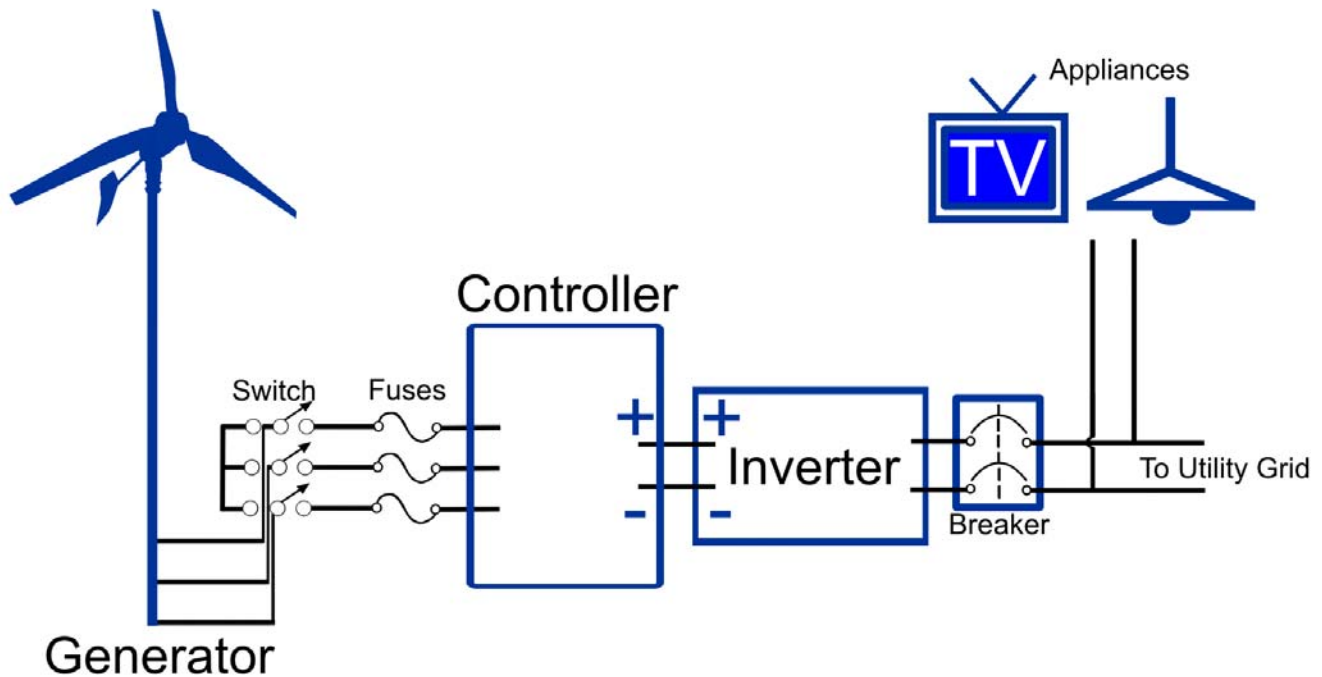 Appliances
TV
Controller
Switch
Fuses
+
+
Inverter
To Utility Grid
-
-
Breaker
Generator